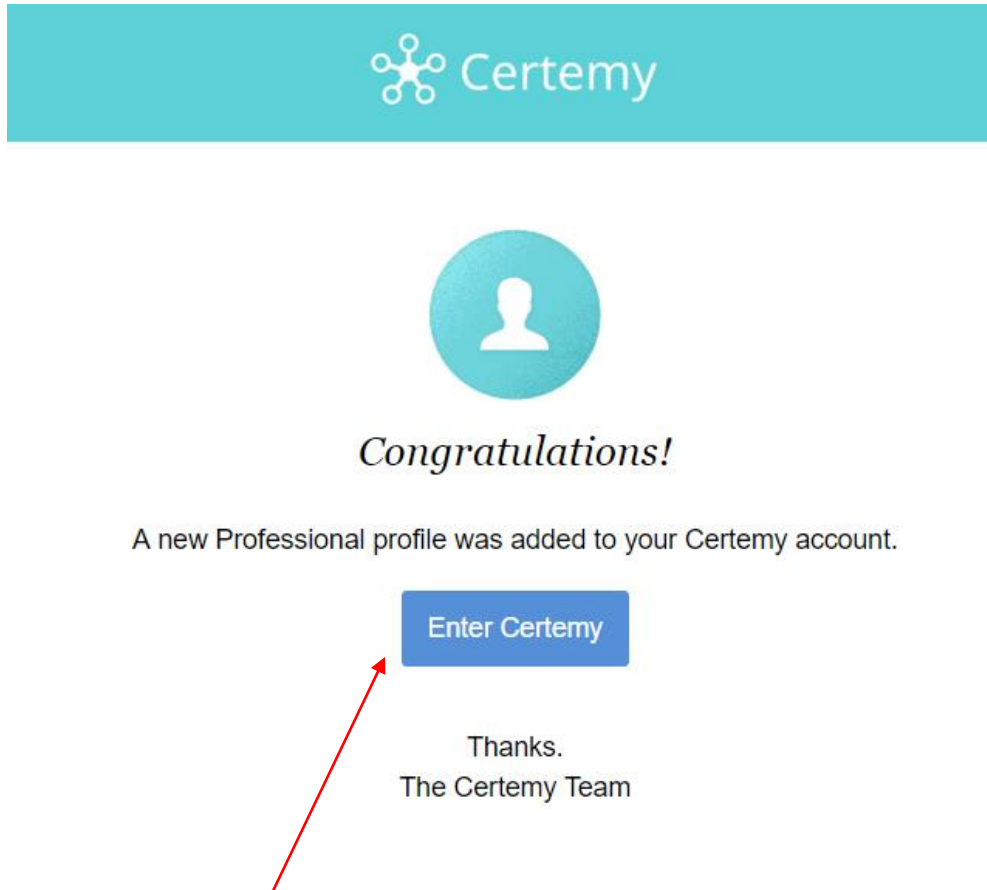 Certemy
Congratulations!
A new Professional profile was added to your Certemy account.
Enter Certemy
Thanks.
The Certemy Team